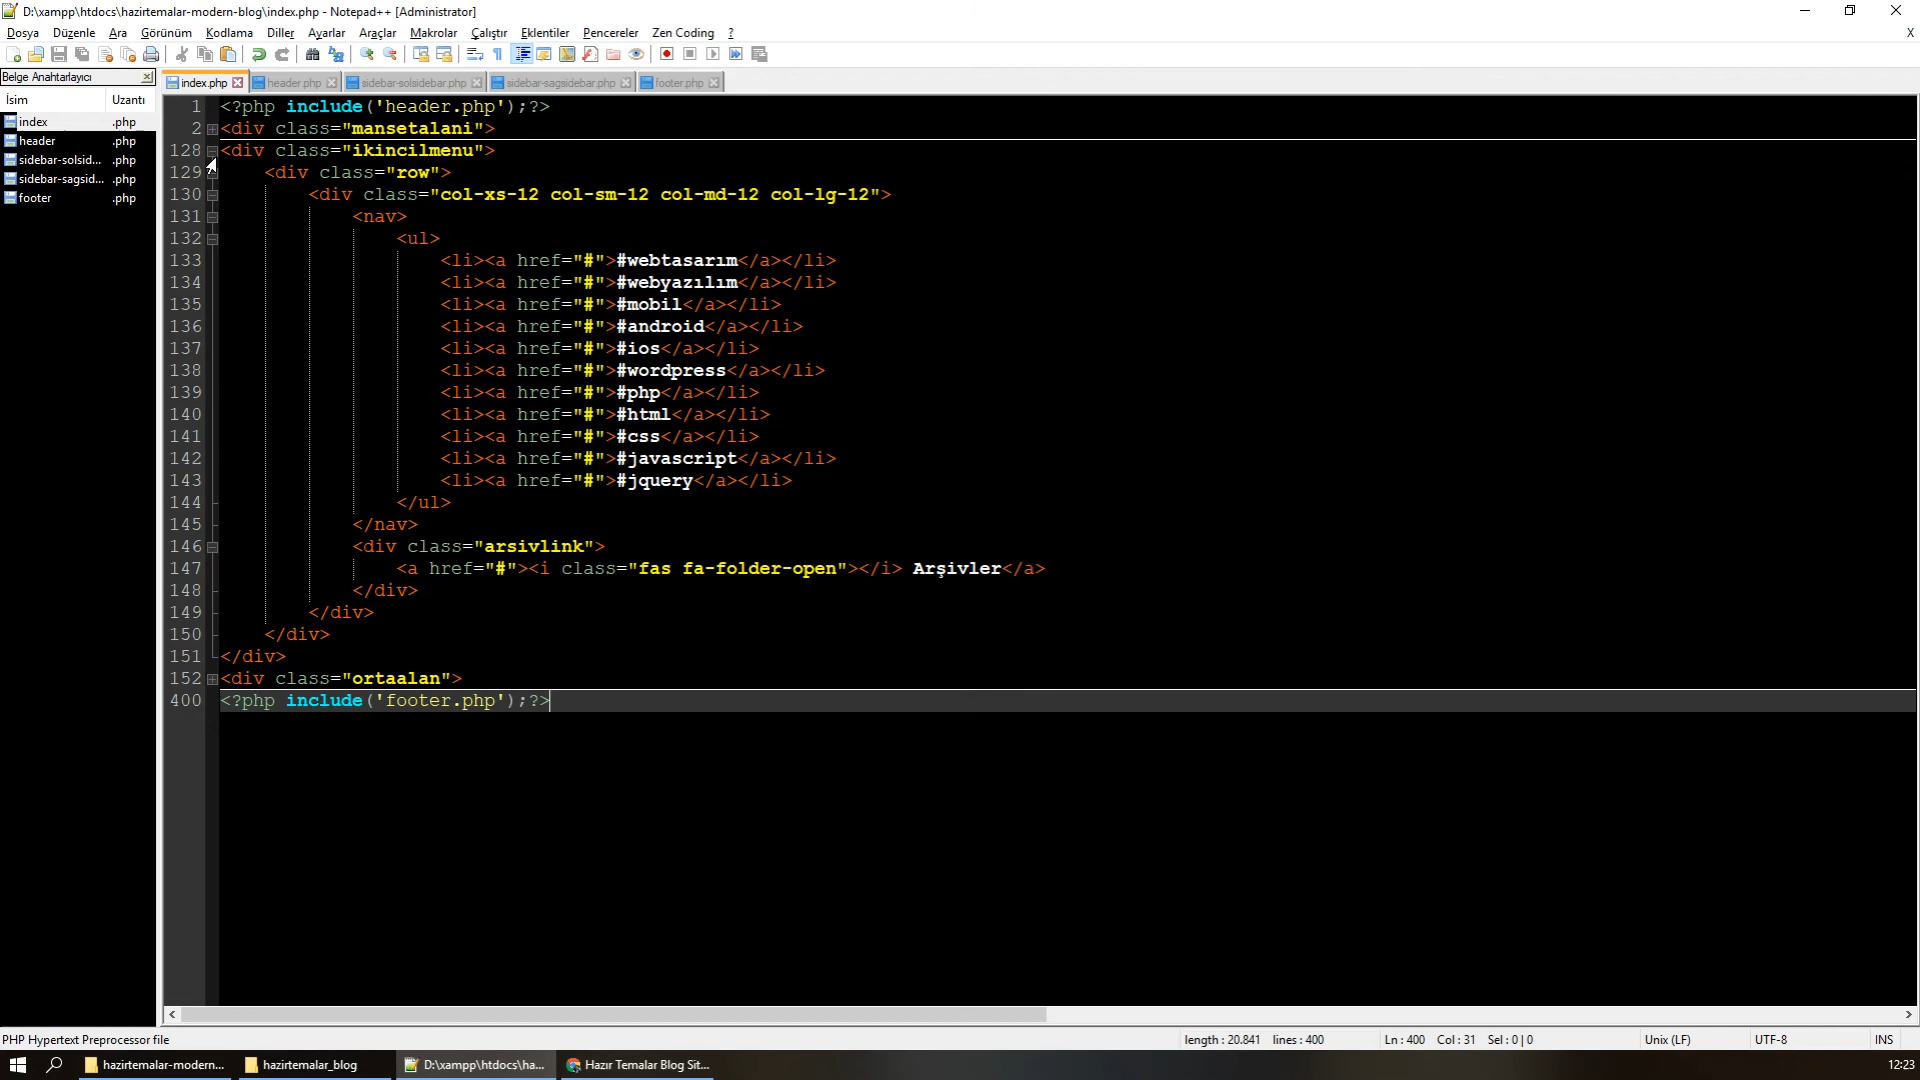 D:\xampp\htdocs\hazirtemalar-modern-blog\index.php - Notepad++ [Administrator]
Dosya Düzenle Ara Görünüm Kodlama Diller Ayarlar Araçlar Makrolar Çalıştır Eklentiler Pencereler Zen Coding ? X
Belge Anahtarlayıcı
index.php header.php sidebar-solsidebar.php sidebar-sagsidebar.php footer.php
İsim Uzantı
index .php
header .php
sidebar-solsid... .php
sidebar-sagsid... .php
footer .php
1 <?php include('header.php');?>
2 <div class="mansetalani">
128 <div class="ikincilmenu">
129 <div class="row">
130 <div class="col-xs-12 col-sm-12 col-md-12 col-lg-12">
131 <nav>
132 <ul>
133 <li><a href="#">#webtasarım</a></li>
134 <li><a href="#">#webyazılım</a></li>
135 <li><a href="#">#mobil</a></li>
136 <li><a href="#">#android</a></li>
137 <li><a href="#">#ios</a></li>
138 <li><a href="#">#wordpress</a></li>
139 <li><a href="#">#php</a></li>
140 <li><a href="#">#html</a></li>
141 <li><a href="#">#css</a></li>
142 <li><a href="#">#javascript</a></li>
143 <li><a href="#">#jquery</a></li>
144 </ul>
145 </nav>
146 <div class="arsivlink">
147 <a href="#"><i class="fas fa-folder-open"></i> Arşivler</a>
148 </div>
149 </div>
150 </div>
151 </div>
152 <div class="ortaalan">
400 <?php include('footer.php');?>
PHP Hypertext Preprocessor file length : 20.841 lines : 400 Ln : 400 Col : 31 Sel : 0 | 0 Unix (LF) UTF-8 INS
hazirtemalar-modern... hazirtemalar_blog D:\xampp\htdocs\ha... Hazır Temalar Blog Sit... 12:23